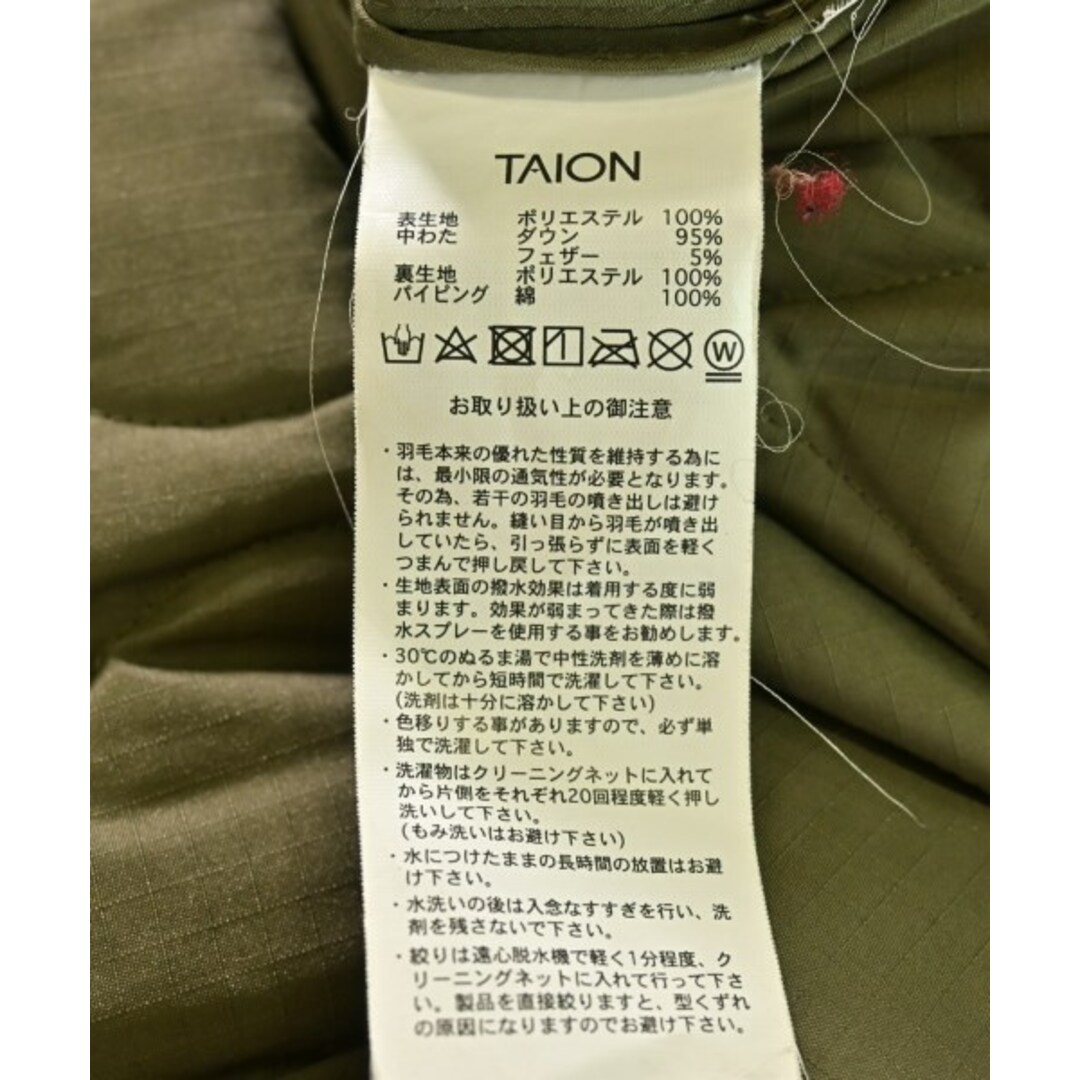 TAION
表生地 ポリエステル 100%
中わた ダウン 95%
フェザー 5%
裏生地 ポリエステル 100%
パイピング 綿 100%
W
お取り扱い上の御注意
・羽毛本来の優れた性質を維持する為に
は、最小限の通気性が必要となります。
その為、若干の羽毛の噴き出しは避け
られません。縫い目から羽毛が噴き出
していたら、引っ張らずに表面を軽く
つまんで押し戻して下さい。
・生地表面の撥水効果は着用する度に弱
まります。効果が弱まってきた際は撥
水スプレーを使用する事をお勧めします。
・30℃のぬるま湯で中性洗剤を薄めに溶
かしてから短時間で洗濯して下さい。
(洗剤は十分に溶かして下さい)
・色移りする事がありますので、必ず単
独で洗濯して下さい。
・洗濯物はクリーニングネットに入れて
から片側をそれぞれ20回程度軽く押し
洗いして下さい。
(もみ洗いはお避け下さい)
・水につけたままの長時間の放置はお避
け下さい。
・水洗いの後は入念なすすぎを行い、洗
剤を残さないで下さい。
・絞りは遠心脱水機で軽く1分程度、ク
リーニングネットに入れて行って下さ
い。製品を直接絞りますと、型くずれ
の原因になりますのでお避け下さい。